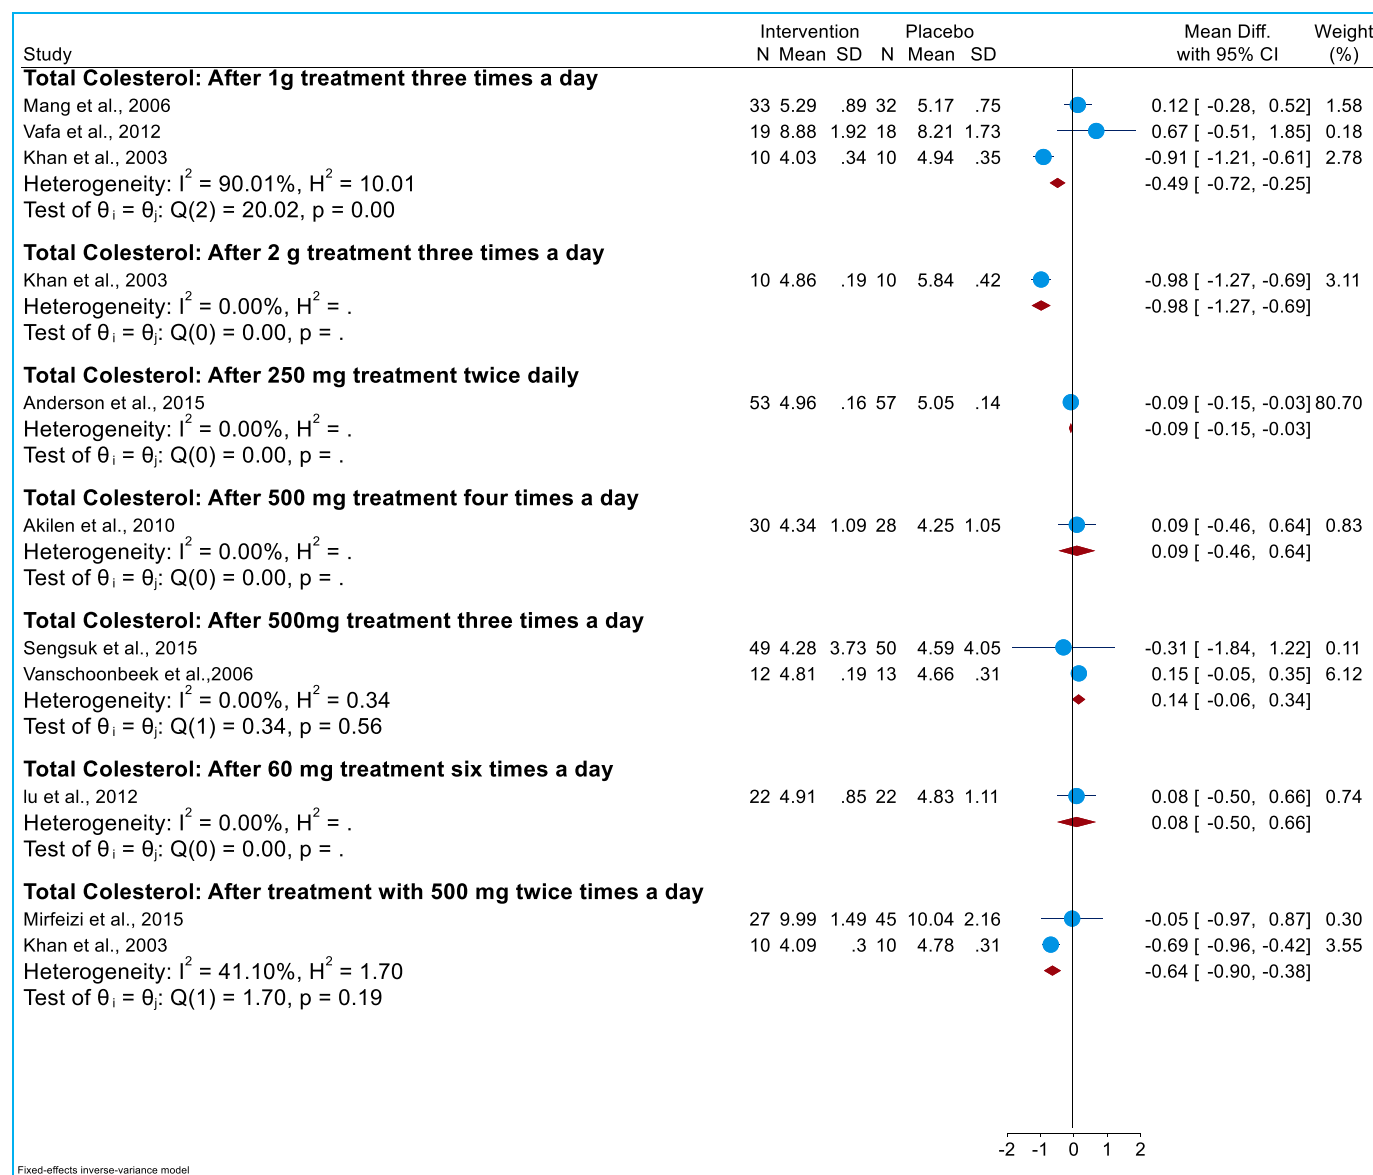 Intervention Placebo Mean Diff. Weight
Study N Mean SD N Mean SD with 95% CI (%)
Total Colesterol: After 1g treatment three times a day
Mang et al., 2006 33 5.29 .89 32 5.17 .75 0.12 [ -0.28, 0.52] 1.58
Vafa et al., 2012 19 8.88 1.92 18 8.21 1.73 0.67 [ -0.51, 1.85] 0.18
Khan et al., 2003 10 4.03 .34 10 4.94 .35 -0.91 [ -1.21, -0.61] 2.78
Heterogeneity: I² = 90.01%, H² = 10.01 -0.49 [ -0.72, -0.25]
Test of θi = θj: Q(2) = 20.02, p = 0.00
Total Colesterol: After 2 g treatment three times a day
Khan et al., 2003 10 4.86 .19 10 5.84 .42 -0.98 [ -1.27, -0.69] 3.11
Heterogeneity: I² = 0.00%, H² = . -0.98 [ -1.27, -0.69]
Test of θi = θj: Q(0) = 0.00, p = .
Total Colesterol: After 250 mg treatment twice daily
Anderson et al., 2015 53 4.96 .16 57 5.05 .14 -0.09 [ -0.15, -0.03] 80.70
Heterogeneity: I² = 0.00%, H² = . -0.09 [ -0.15, -0.03]
Test of θi = θj: Q(0) = 0.00, p = .
Total Colesterol: After 500 mg treatment four times a day
Akilen et al., 2010 30 4.34 1.09 28 4.25 1.05 0.09 [ -0.46, 0.64] 0.83
Heterogeneity: I² = 0.00%, H² = . 0.09 [ -0.46, 0.64]
Test of θi = θj: Q(0) = 0.00, p = .
Total Colesterol: After 500mg treatment three times a day
Sengsuk et al., 2015 49 4.28 3.73 50 4.59 4.05 -0.31 [ -1.84, 1.22] 0.11
Vanschoonbeek et al.,2006 12 4.81 .19 13 4.66 .31 0.15 [ -0.05, 0.35] 6.12
Heterogeneity: I² = 0.00%, H² = 0.34 0.14 [ -0.06, 0.34]
Test of θi = θj: Q(1) = 0.34, p = 0.56
Total Colesterol: After 60 mg treatment six times a day
lu et al., 2012 22 4.91 .85 22 4.83 1.11 0.08 [ -0.50, 0.66] 0.74
Heterogeneity: I² = 0.00%, H² = . 0.08 [ -0.50, 0.66]
Test of θi = θj: Q(0) = 0.00, p = .
Total Colesterol: After treatment with 500 mg twice times a day
Mirfeizi et al., 2015 27 9.99 1.49 45 10.04 2.16 -0.05 [ -0.97, 0.87] 0.30
Khan et al., 2003 10 4.09 .3 10 4.78 .31 -0.69 [ -0.96, -0.42] 3.55
Heterogeneity: I² = 41.10%, H² = 1.70 -0.64 [ -0.90, -0.38]
Test of θi = θj: Q(1) = 1.70, p = 0.19
-2 -1 0 1 2
Fixed-effects inverse-variance model